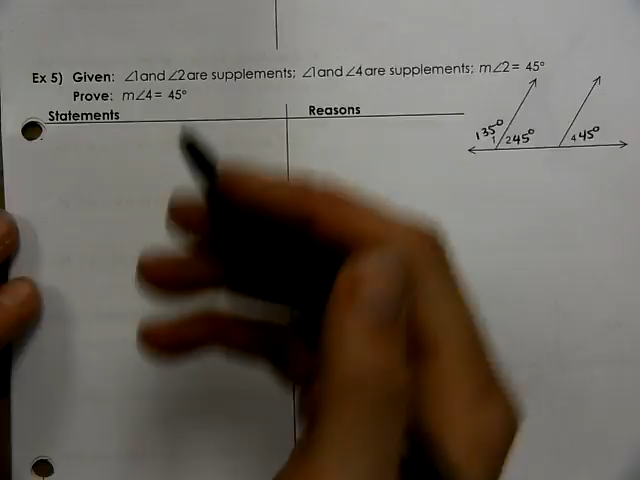 Ex 5) Given: ∠1 and ∠2 are supplements; ∠1 and ∠4 are supplements; m∠2 = 45°
Prove: m∠4 = 45°
Statements Reasons
135° 1 2 45° 4 45°